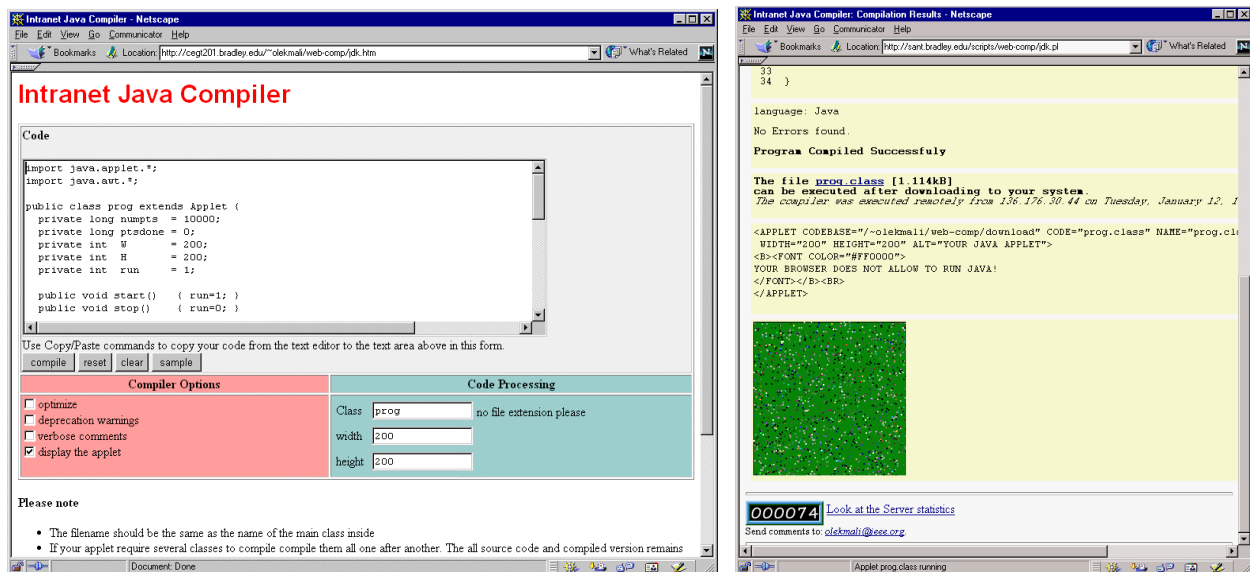 Intranet Java Compiler - Netscape
File Edit View Go Communicator Help
Bookmarks Location: http://cegt201.bradley.edu/~olekmali/web-comp/jdk.htm What's Related
Intranet Java Compiler
Code
import java.applet.*;
import java.awt.*;
public class prog extends Applet {
private long numpts = 10000;
private long ptsdone = 0;
private int W = 200;
private int H = 200;
private int run = 1;
public void start() { run=1; }
public void stop() { run=0; }
Use Copy/Paste commands to copy your code from the text editor to the text area above in this form.
compile reset clear sample
Compiler Options
optimize
deprecation warnings
verbose comments
display the applet
Code Processing
Class prog no file extension please
width 200
height 200
Please note
• The filename should be the same as the name of the main class inside
• If your applet require several classes to compile compile them all one after another. The all source code and compiled version remains
Document: Done
Intranet Java Compiler: Compilation Results - Netscape
File Edit View Go Communicator Help
Bookmarks Location: http://sant.bradley.edu/scripts/web-comp/jdk.pl What's Related
33
34 }
language: Java
No Errors found.
Program Compiled Successfuly
The file prog.class [1.114kB]
can be executed after downloading to your system.
The compiler was executed remotely from 136.176.30.44 on Tuesday, January 12, 1
<APPLET CODEBASE="/~olekmali/web-comp/download" CODE="prog.class" NAME="prog.cl
WIDTH="200" HEIGHT="200" ALT="YOUR JAVA APPLET">
<B><FONT COLOR="#FF0000">
YOUR BROWSER DOES NOT ALLOW TO RUN JAVA!
</FONT></B><BR>
</APPLET>
000074 Look at the Server statistics
Send comments to: olekmali@ieee.org.
Applet prog.class running